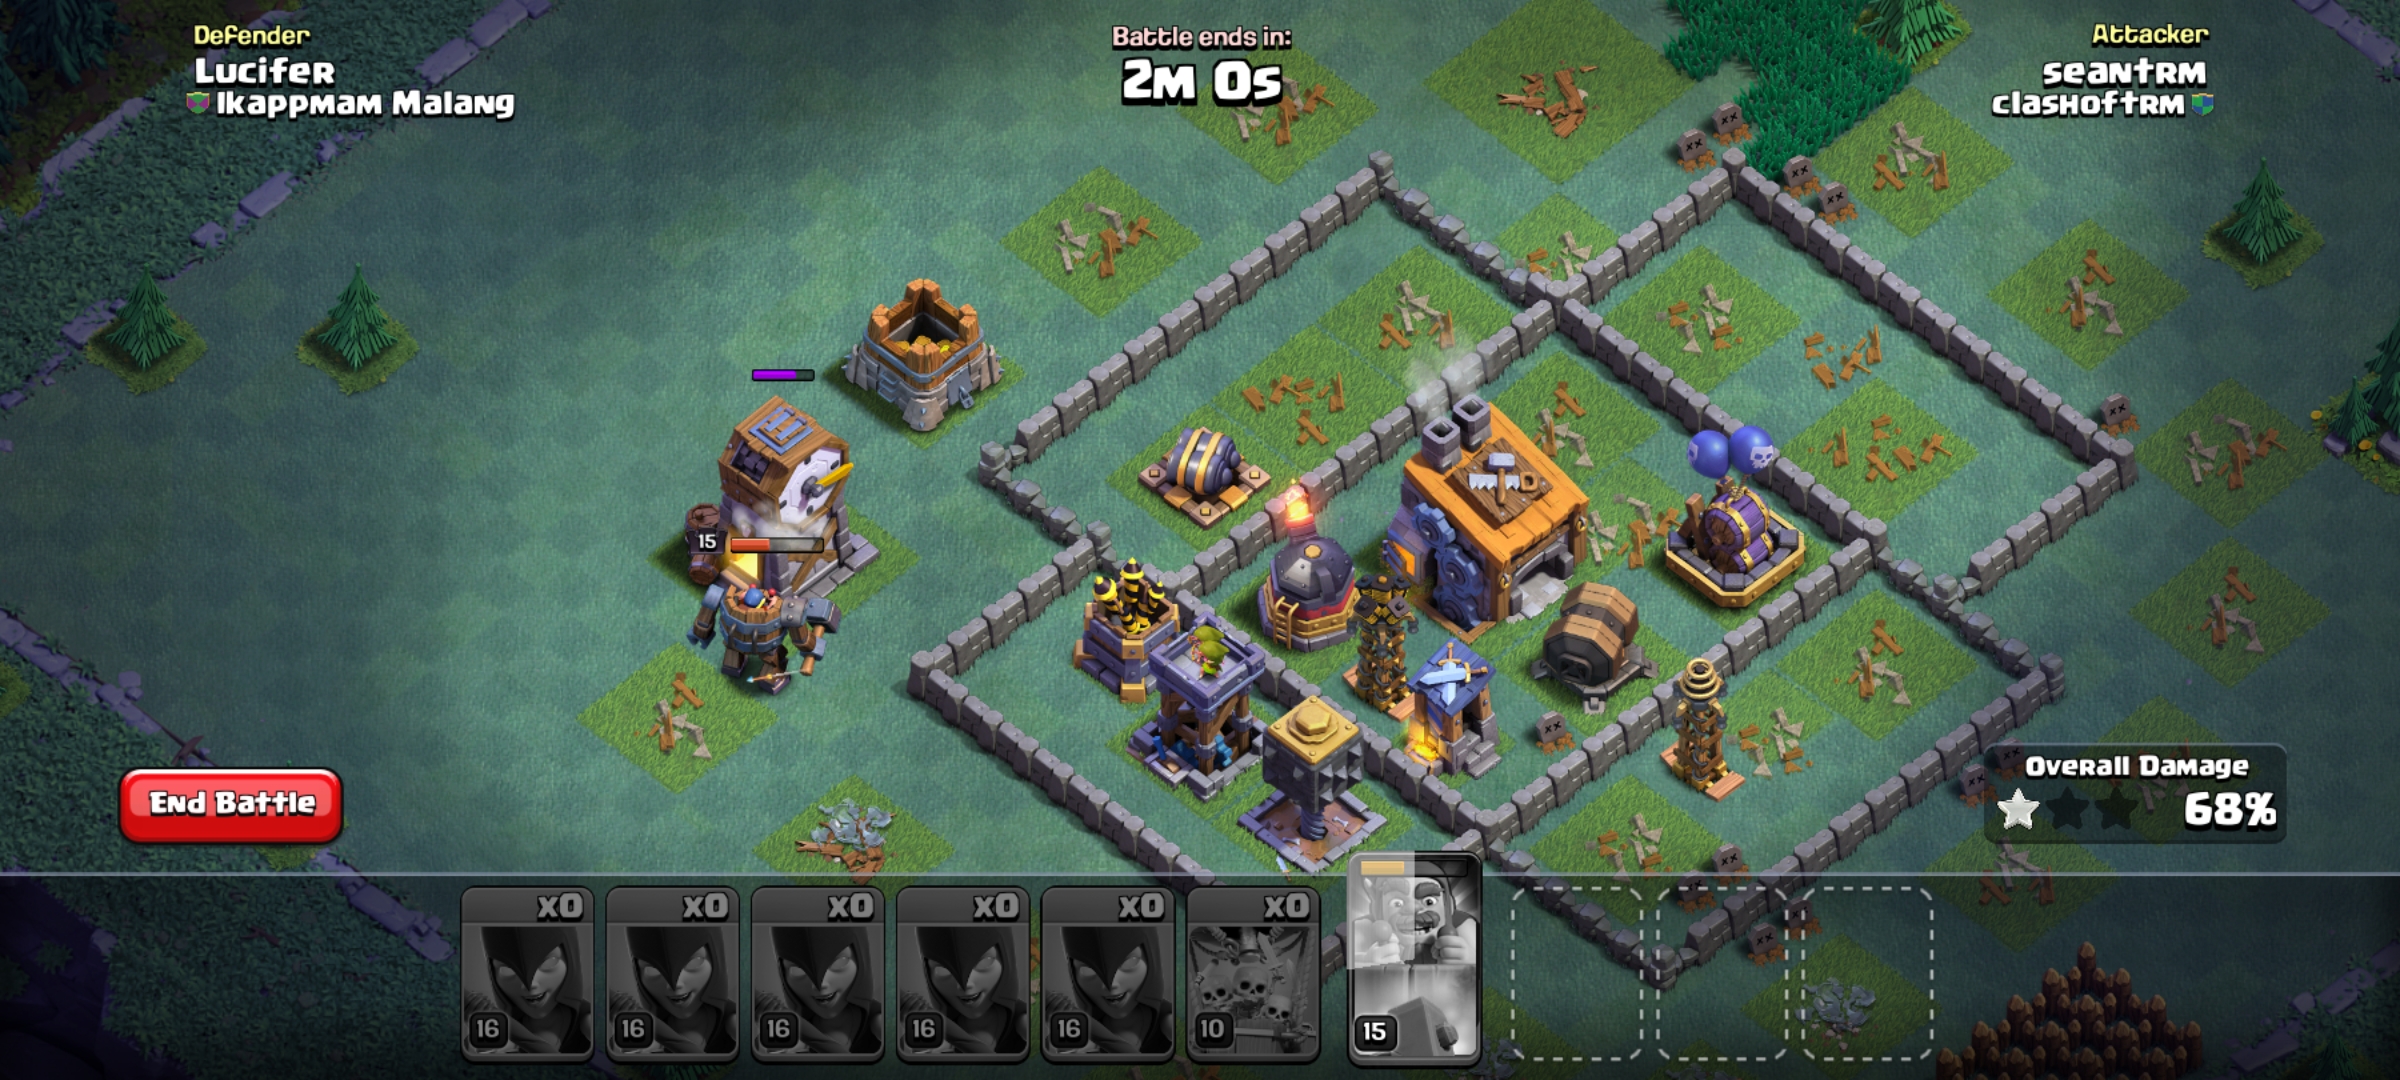 Defender
Lucifer
Ikappmam Malang
Battle ends in:
2m 0s
Attacker
seantrm
clashoftrm
15
End Battle
Overall Damage
68%
x0
x0
x0
x0
x0
x0
16
16
16
16
16
10
15